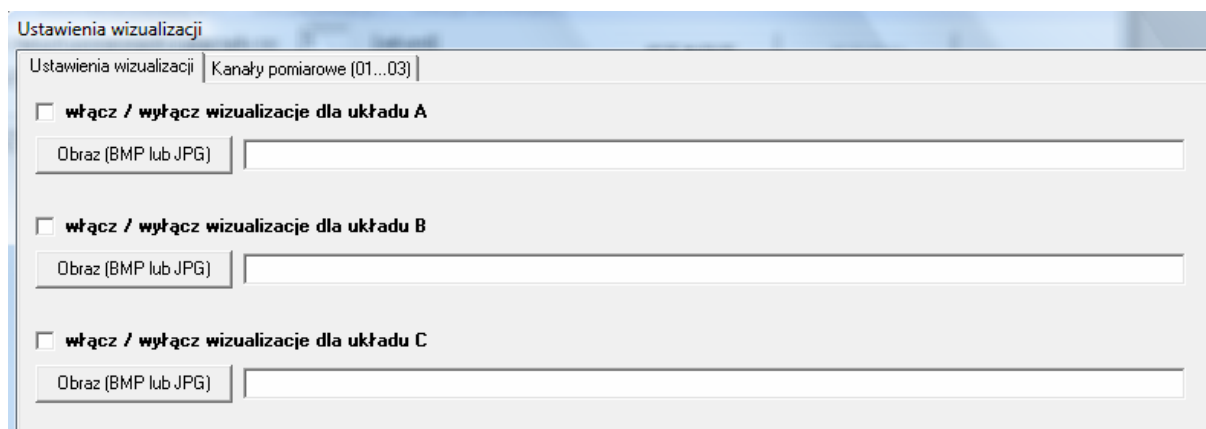 Ustawienia wizualizacji
Ustawienia wizualizacji Kanały pomiarowe (01...03)
włącz / wyłącz wizualizacje dla układu A
Obraz (BMP lub JPG)
włącz / wyłącz wizualizacje dla układu B
Obraz (BMP lub JPG)
włącz / wyłącz wizualizacje dla układu C
Obraz (BMP lub JPG)